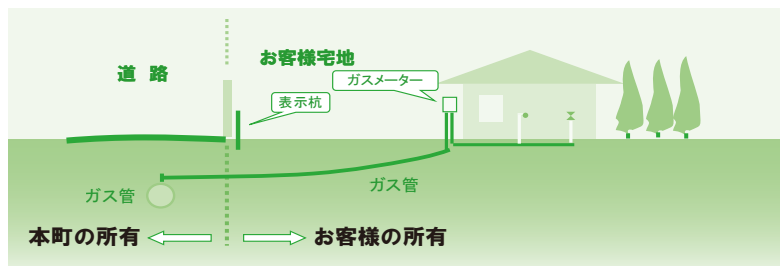 お客様宅地
道 路
ガスメーター
表示杭
ガス管
ガス管
本町の所有
お客様の所有